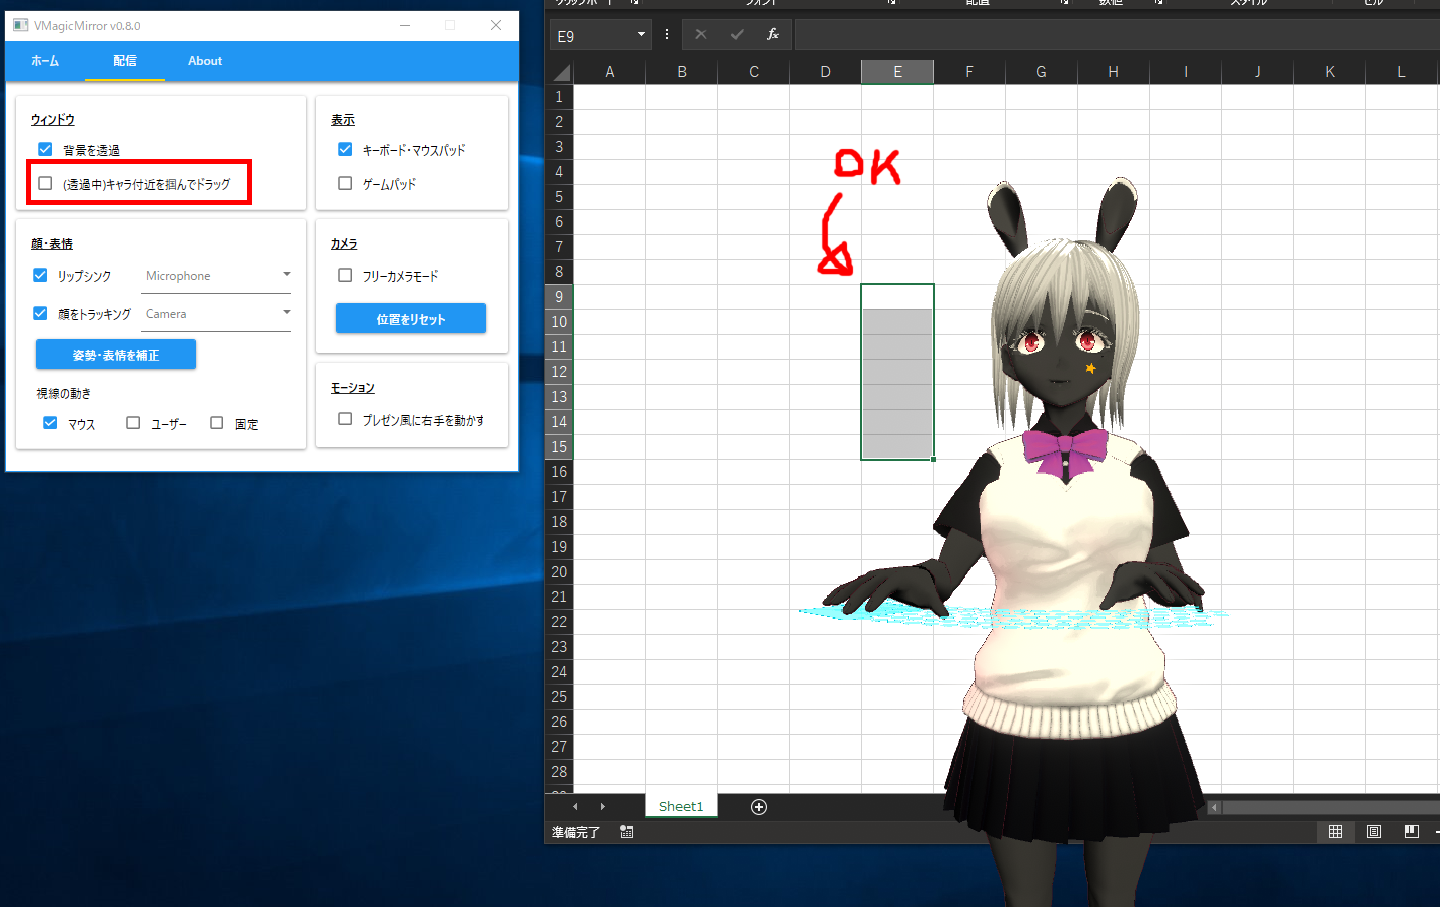 VMagicMirror v0.8.0
ホーム
配信
About
ウィンドウ
背景を透過
(透過中)キャラ付近を掴んでドラッグ
表示
キーボード・マウスパッド
ゲームパッド
顔・表情
リップシンク
Microphone
顔をトラッキング
Camera
姿勢・表情を補正
視線の動き
マウス
ユーザー
固定
カメラ
フリーカメラモード
位置をリセット
モーション
プレゼン風に右手を動かす
クリップボード
フォント
配置
数値
スタイル
セル
E9
fx
A B C D E F G H I J K L
1
2
3
4
5
6
7
8
9
10
11
12
13
14
15
16
17
18
19
20
21
22
23
24
25
26
27
28
OK
Sheet1
準備完了